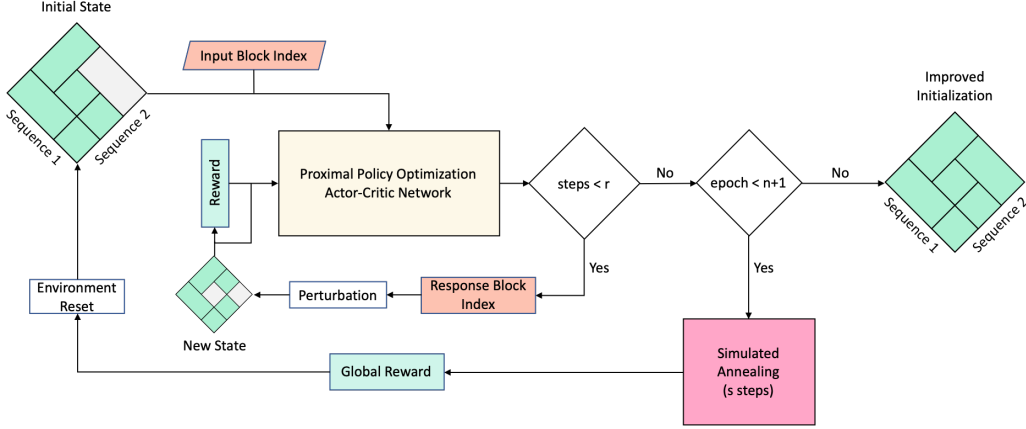 Initial State
Input Block Index
Sequence 1
Sequence 2
Improved
Initialization
Reward
Proximal Policy Optimization
Actor-Critic Network
steps < r
No
epoch < n+1
No
Sequence 1
Sequence 2
Yes
Yes
Environment
Reset
Perturbation
Response Block
Index
New State
Global Reward
Simulated
Annealing
(s steps)